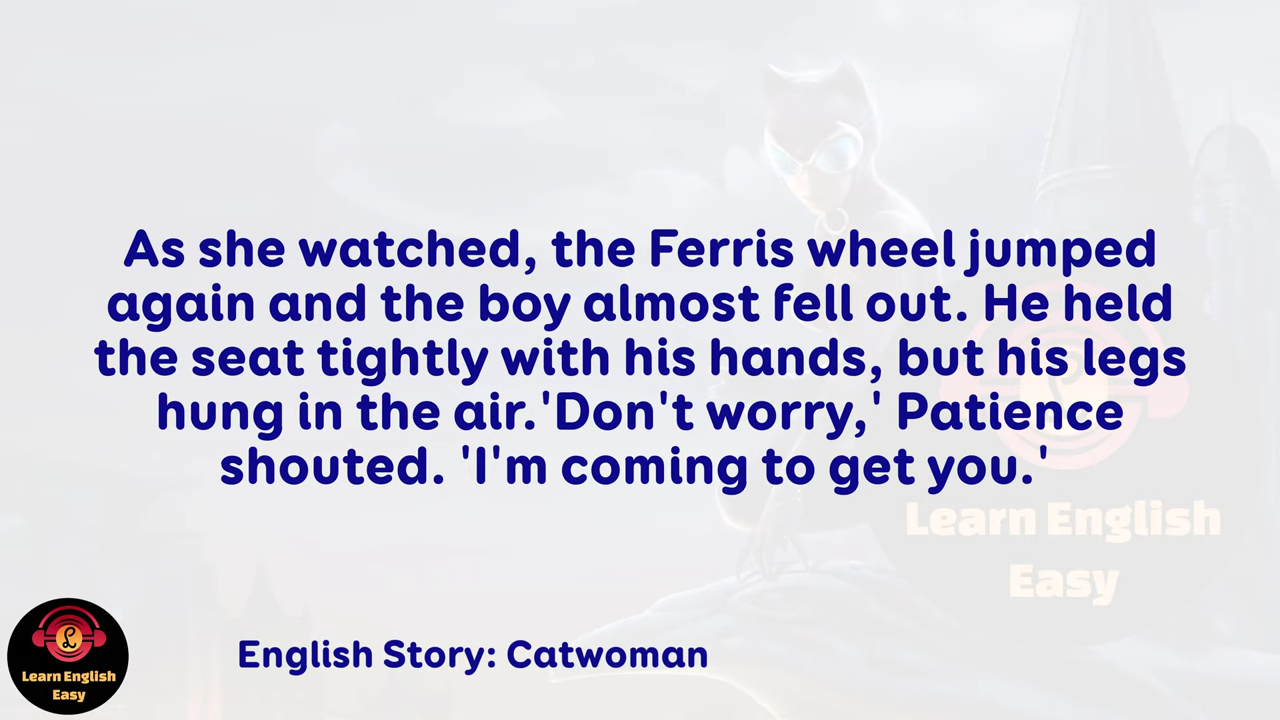 As she watched, the Ferris wheel jumped
again and the boy almost fell out. He held
the seat tightly with his hands, but his legs
hung in the air.'Don't worry,' Patience
shouted. 'I'm coming to get you.'
Learn English
Easy
English Story: Catwoman
L
Learn English
Easy